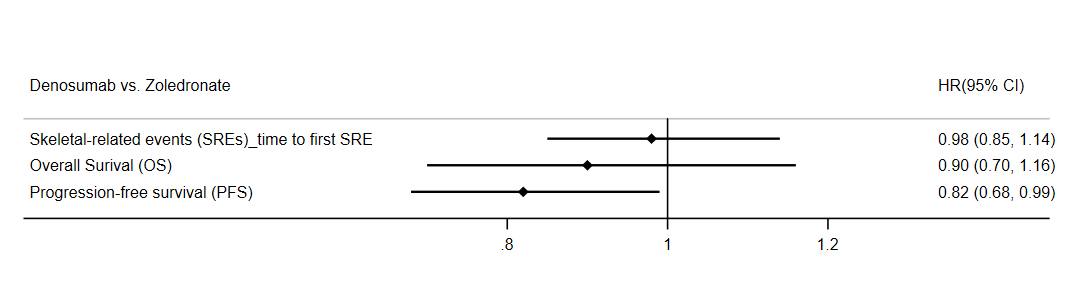 Denosumab vs. Zoledronate HR(95% CI)
Skeletal-related events (SREs)_time to first SRE 0.98 (0.85, 1.14)
Overall Surival (OS) 0.90 (0.70, 1.16)
Progression-free survival (PFS) 0.82 (0.68, 0.99)
.8 1 1.2